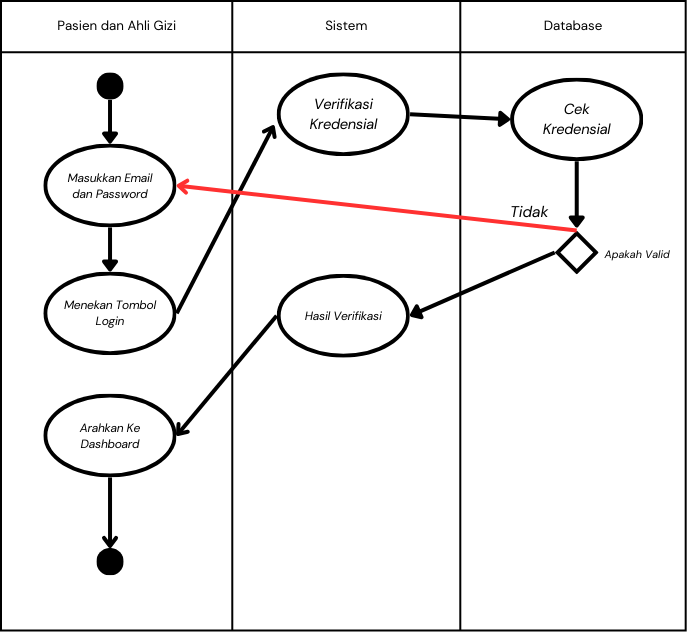 Pasien dan Ahli Gizi
Sistem
Database
Verifikasi
Kredensial
Cek
Kredensial
Masukkan Email
dan Password
Tidak
Apakah Valid
Menekan Tombol
Login
Hasil Verifikasi
Arahkan Ke
Dashboard